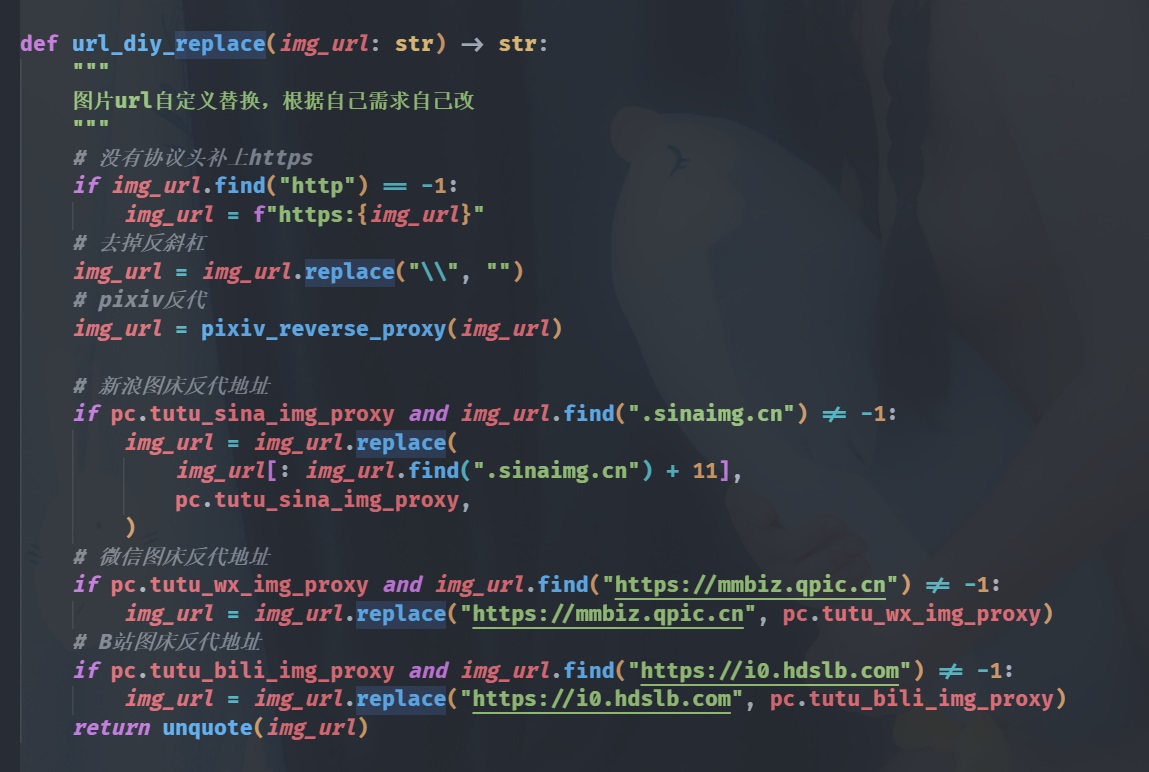 def url_diy_replace(img_url: str) -> str:
    """
    图片url自定义替换，根据自己需求自己改
    """
    # 没有协议头补上https
    if img_url.find("http") == -1:
        img_url = f"https:{img_url}"
    # 去掉反斜杠
    img_url = img_url.replace("\\", "")
    # pixiv反代
    img_url = pixiv_reverse_proxy(img_url)

    # 新浪图床反代地址
    if pc.tutu_sina_img_proxy and img_url.find(".sinaimg.cn") != -1:
        img_url = img_url.replace(
            img_url[: img_url.find(".sinaimg.cn") + 11],
            pc.tutu_sina_img_proxy,
        )
    # 微信图床反代地址
    if pc.tutu_wx_img_proxy and img_url.find("https://mmbiz.qpic.cn") != -1:
        img_url = img_url.replace("https://mmbiz.qpic.cn", pc.tutu_wx_img_proxy)
    # B站图床反代地址
    if pc.tutu_bili_img_proxy and img_url.find("https://i0.hdslb.com") != -1:
        img_url = img_url.replace("https://i0.hdslb.com", pc.tutu_bili_img_proxy)
    return unquote(img_url)